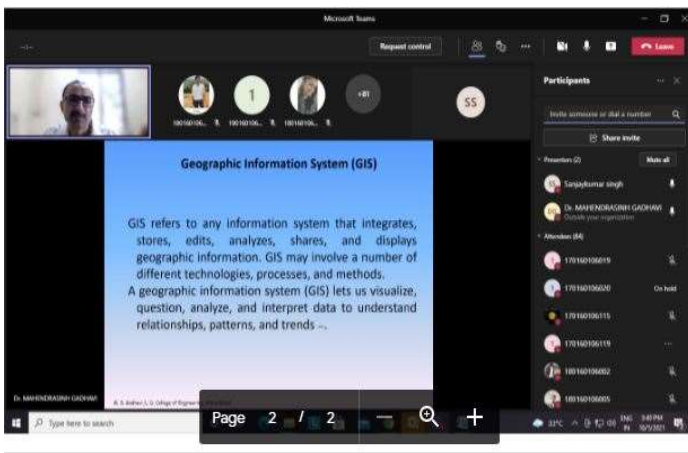 Microsoft Teams
Request control
Leave
1
+81
SS
Participants
Invite someone or dial a number
Share invite
Presenters (2)
Mute all
Sanjaykumar singh
Dr. MAHENDRASINH GADHAVI
Outside your organization
Attendees (84)
170160106019
170160106020
On hold
170160106115
170160106119
180160106002
180160106005
Geographic Information System (GIS)
GIS refers to any information system that integrates,
stores, edits, analyzes, shares, and displays
geographic information. GIS may involve a number of
different technologies, processes, and methods.
A geographic information system (GIS) lets us visualize,
question, analyze, and interpret data to understand
relationships, patterns, and trends
Dr. MAHENDRASINH GADHAVI
Page 2 / 2
Type here to search
33°C
ENG
IN
5:49 PM
10/5/2021